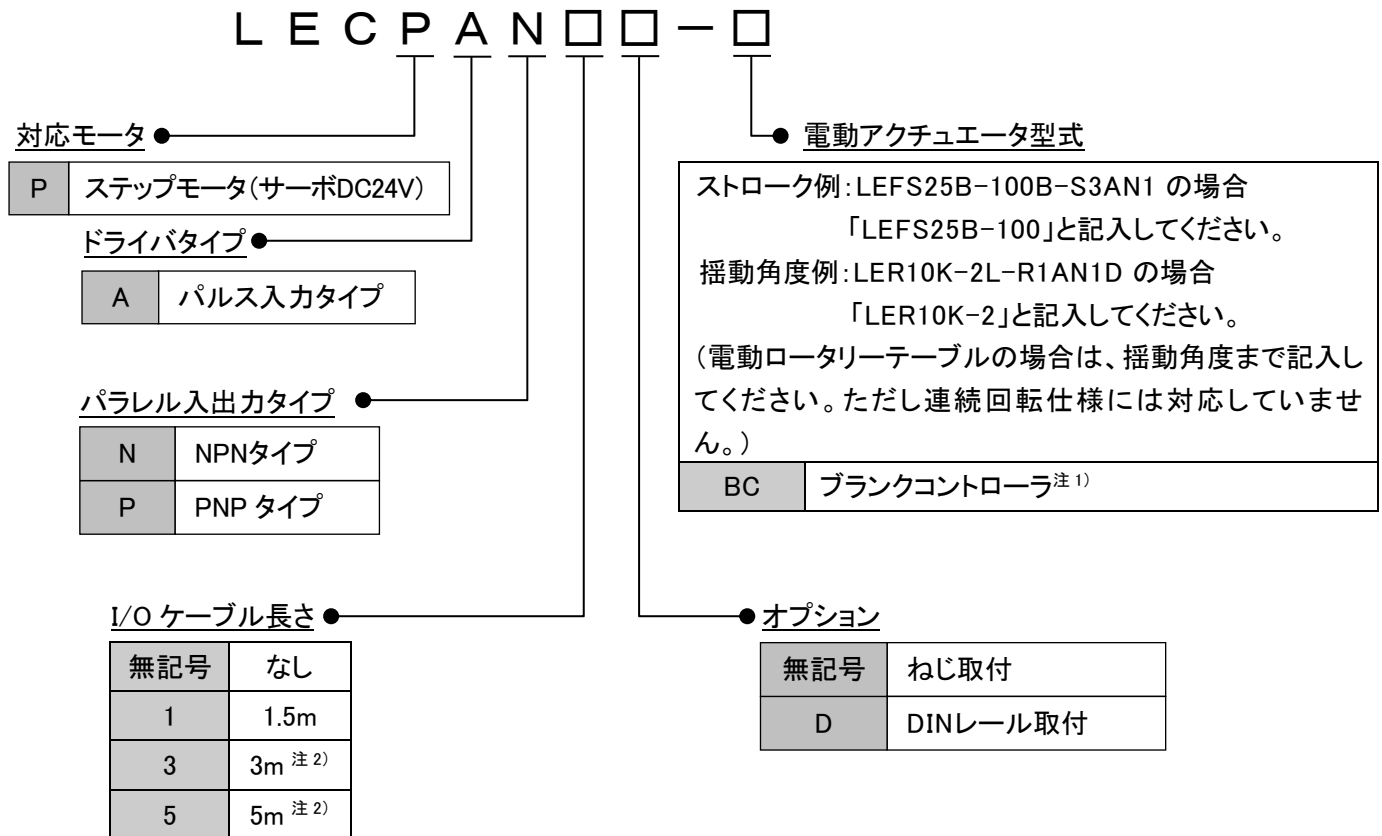 LECPAN□□-□
対応モータ
P ステップモータ(サーボDC24V)
ドライバタイプ
A パルス入力タイプ
パラレル入出力タイプ
N NPNタイプ
P PNP タイプ
I/O ケーブル長さ
無記号 なし
1 1.5m
3 3m 注2)
5 5m 注2)
電動アクチュエータ型式
ストローク例:LEFS25B-100B-S3AN1 の場合
「LEFS25B-100」と記入してください。
揺動角度例:LER10K-2L-R1AN1D の場合
「LER10K-2」と記入してください。
(電動ロータリーテーブルの場合は、揺動角度まで記入し
てください。ただし連続回転仕様には対応していませ
ん。)
BC ブランクコントローラ注1)
オプション
無記号 ねじ取付
D DINレール取付